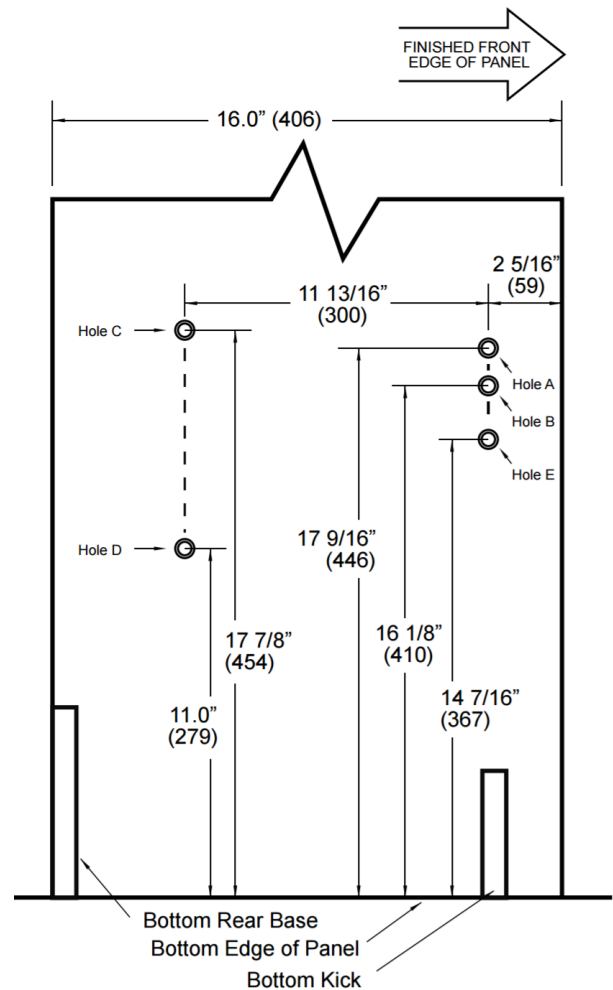 FINISHED FRONT
EDGE OF PANEL
16.0” (406)
2 5/16”
(59)
11 13/16”
(300)
Hole C
Hole A
Hole B
Hole E
17 9/16”
(446)
Hole D
16 1/8”
(410)
17 7/8”
(454)
14 7/16”
(367)
11.0”
(279)
Bottom Rear Base
Bottom Edge of Panel
Bottom Kick